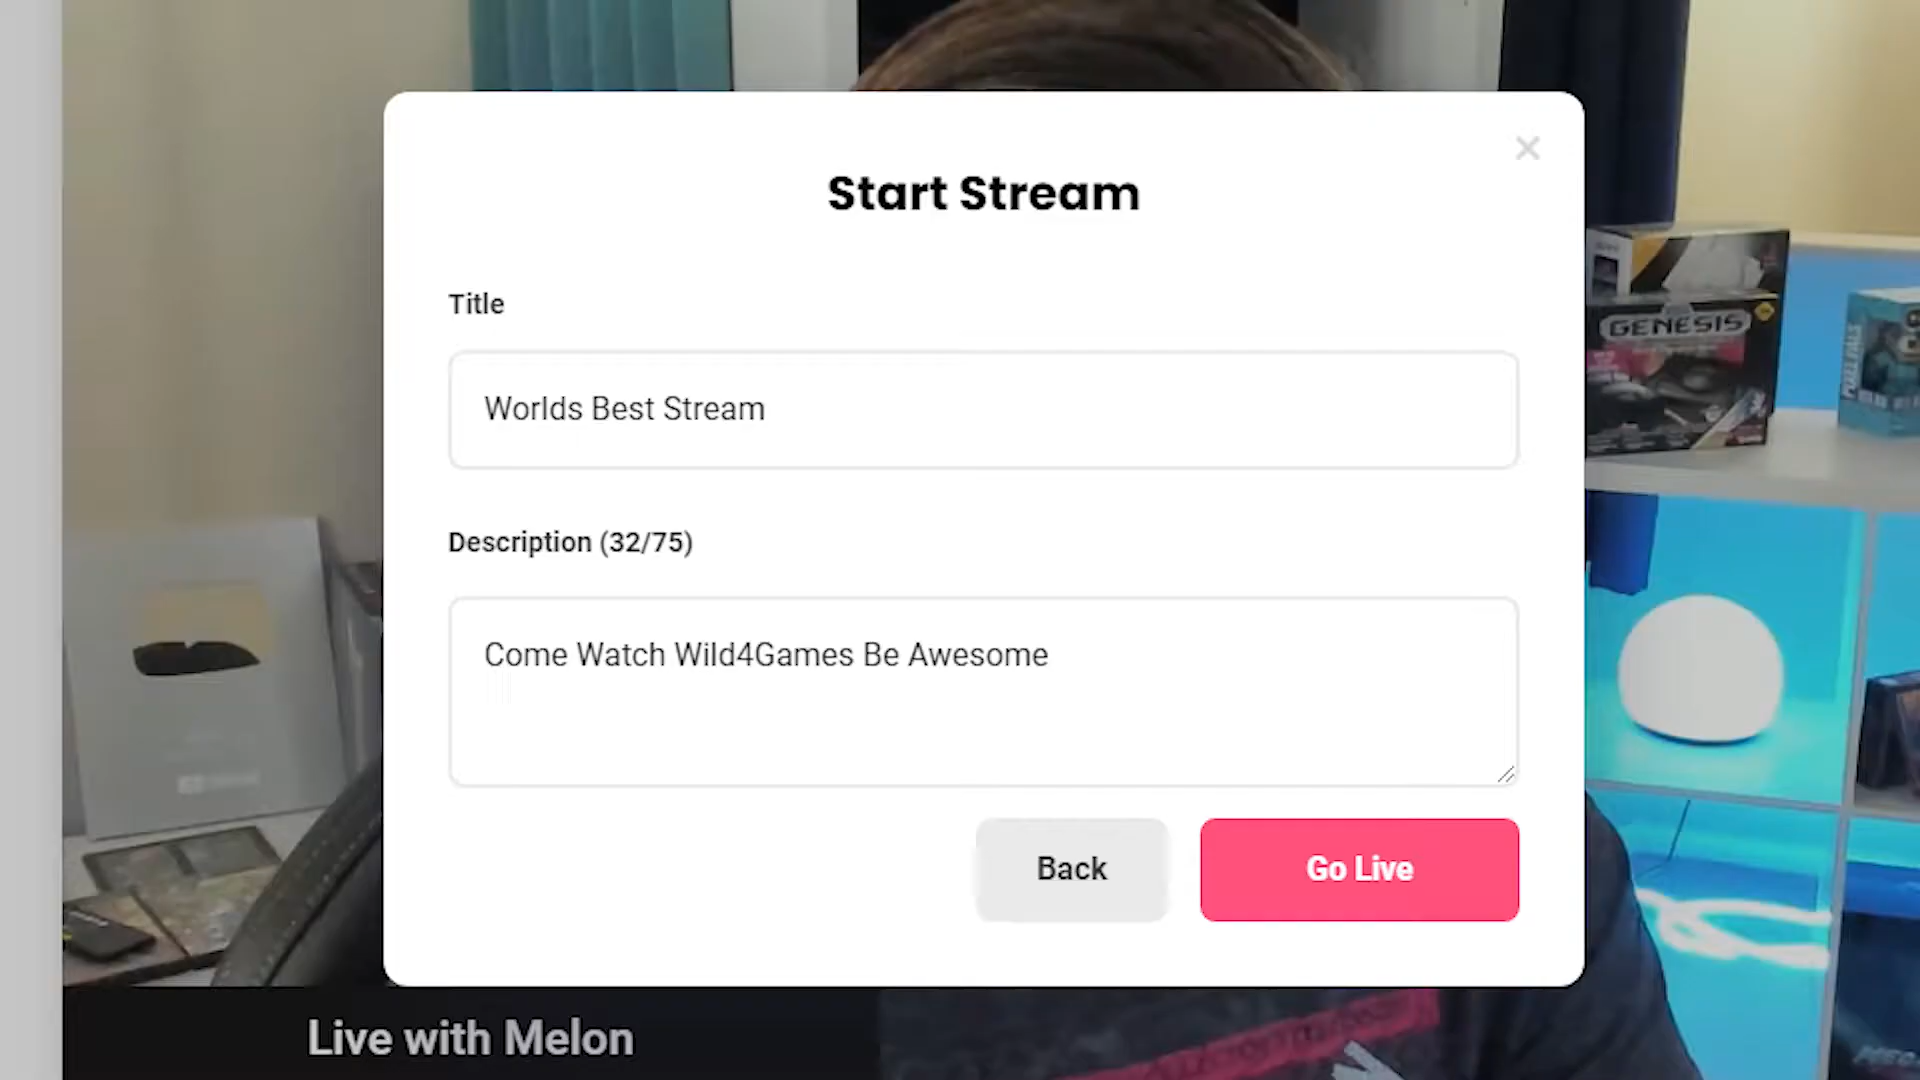 Start Stream
Title
Worlds Best Stream
GENESIS
Description (32/75)
Come Watch Wild4Games Be Awesome
Back
Go Live
Live with Melon